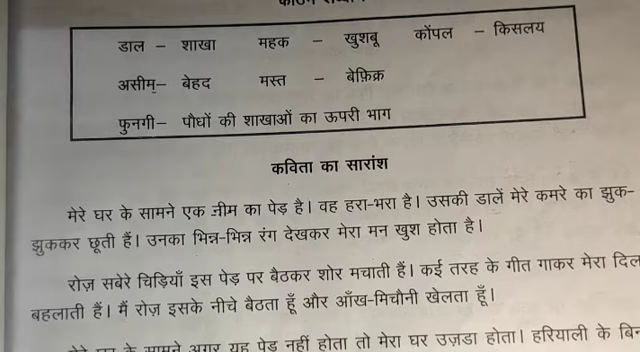 डाल – शाखा महक – खुशबू कोंपल – किसलय
असीम– बेहद मस्त – बेफ़िक्र
फुनगी– पौधों की शाखाओं का ऊपरी भाग
कविता का सारांश
मेरे घर के सामने एक नीम का पेड़ है। वह हरा-भरा है। उसकी डालें मेरे कमरे का झुक-
झुककर छूती हैं। उनका भिन्न-भिन्न रंग देखकर मेरा मन खुश होता है।
रोज़ सबेरे चिड़ियाँ इस पेड़ पर बैठकर शोर मचाती हैं। कई तरह के गीत गाकर मेरा दिल
बहलाती हैं। मैं रोज़ इसके नीचे बैठता हूँ और आँख-मिचौनी खेलता हूँ।
मेरे घर के सामने अगर यह पेड़ नहीं होता तो मेरा घर उजड़ा होता। हरियाली के